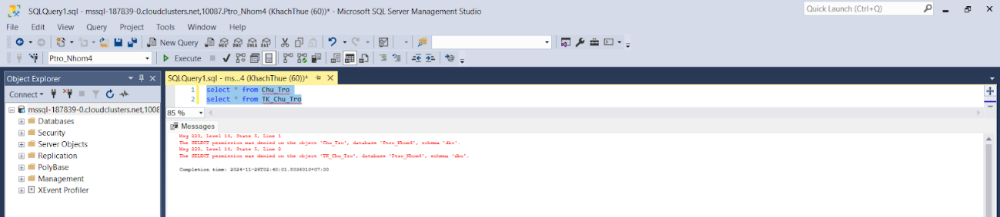 SQLQuery1.sql - mssql-187839-0.cloudclusters.net,10087.Ptro_Nhom4 (KhachThue (60))* - Microsoft SQL Server Management Studio
Quick Launch (Ctrl+Q)
File Edit View Query Project Tools Window Help
New Query
MDX DMX XMLA DAX
Ptro_Nhom4
Execute
Object Explorer
SQLQuery1.sql - ms...4 (KhachThue (60))*
Connect
1 select * from Chu_Tro
2 select * from TK_Chu_Tro
85 %
mssql-187839-0.cloudclusters.net,1008
Databases
Security
Server Objects
Replication
PolyBase
Management
XEvent Profiler
Messages
Msg 229, Level 14, State 5, Line 1
The SELECT permission was denied on the object 'Chu_Tro', database 'Ptro_Nhom4', schema 'dbo'.
Msg 229, Level 14, State 5, Line 2
The SELECT permission was denied on the object 'TK_Chu_Tro', database 'Ptro_Nhom4', schema 'dbo'.
Completion time: 2024-11-29T02:40:01.8036010+07:00